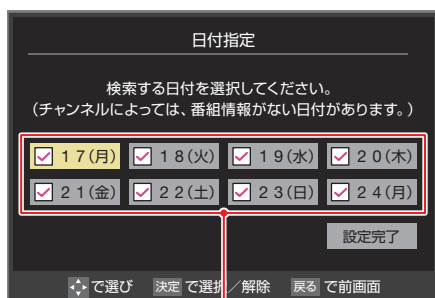 日付指定
検索する日付を選択してください。
（チャンネルによっては、番組情報がない日付があります。）
17(月) 18(火) 19(水) 20(木)
21(金) 22(土) 23(日) 24(月)
設定完了
で選び 決定 で選択／解除 戻る で前画面